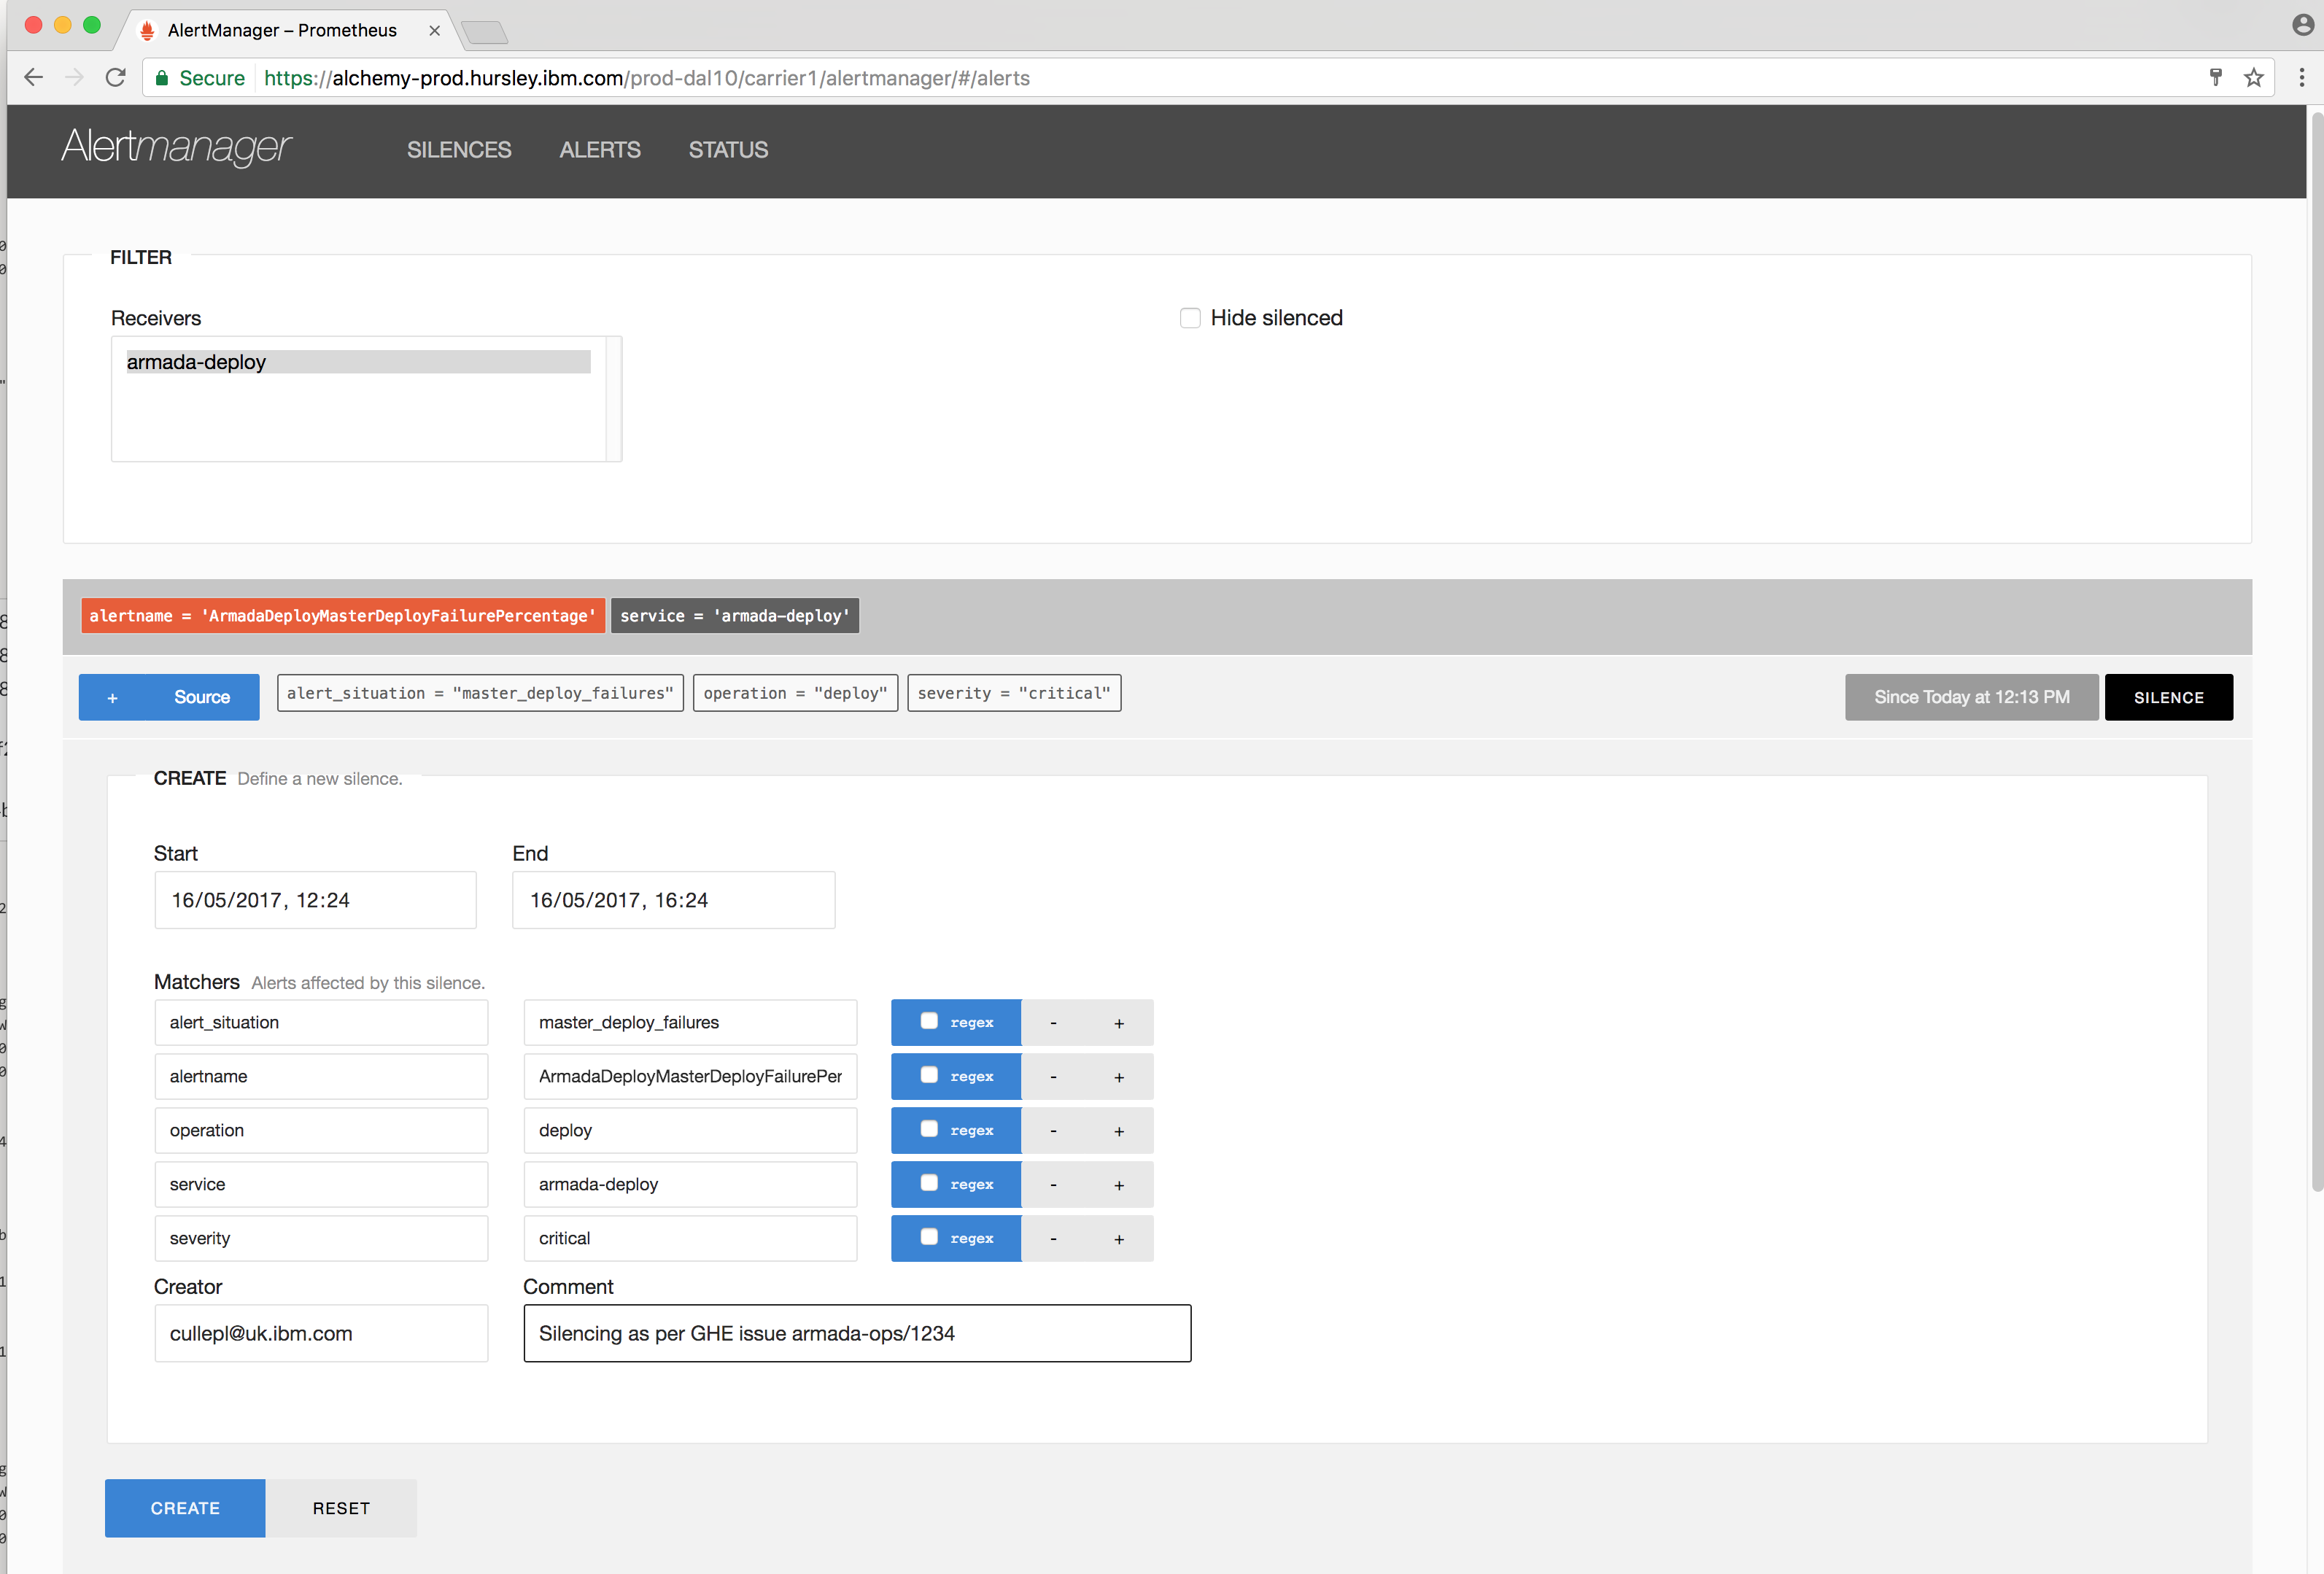 AlertManager – Prometheus
Secure https://alchemy-prod.hursley.ibm.com/prod-dal10/carrier1/alertmanager/#/alerts
Alertmanager SILENCES ALERTS STATUS
FILTER
Receivers
Hide silenced
armada-deploy
alertname = 'ArmadaDeployMasterDeployFailurePercentage' service = 'armada-deploy'
+ Source alert_situation = "master_deploy_failures" operation = "deploy" severity = "critical" Since Today at 12:13 PM SILENCE
CREATE Define a new silence.
Start End
16/05/2017, 12:24 16/05/2017, 16:24
Matchers Alerts affected by this silence.
alert_situation master_deploy_failures regex - +
alertname ArmadaDeployMasterDeployFailurePer regex - +
operation deploy regex - +
service armada-deploy regex - +
severity critical regex - +
Creator Comment
cullepl@uk.ibm.com Silencing as per GHE issue armada-ops/1234
CREATE RESET